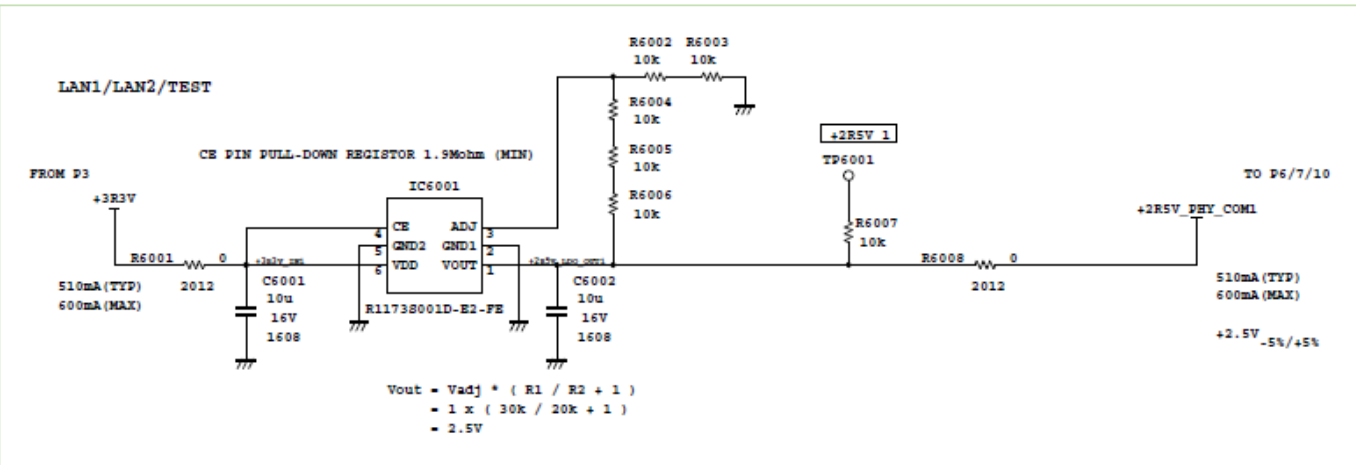 R6002 R6003
10k 10k
LAN1/LAN2/TEST
R6004
10k
+2R5V_1
CE PIN PULL-DOWN REGISTOR 1.9Mohm (MIN)
R6005
10k
TP6001
FROM P3
TO P6/7/10
IC6001
R6006
10k
+3R3V
+2R5V_PHY_COM1
CE ADJ
4 3
R6007
10k
GND2 GND1
5 2
R6001 0
VDD VOUT
6 1
R6008 0
510mA(TYP)
600mA(MAX)
2012
C6001
10u
16V
1608
R1173S001D-E2-FE
C6002
10u
16V
1608
2012
510mA(TYP)
600mA(MAX)
+2.5V -5%/+5%
Vout = Vadj * ( R1 / R2 + 1 )
= 1 x ( 30k / 20k + 1 )
= 2.5V